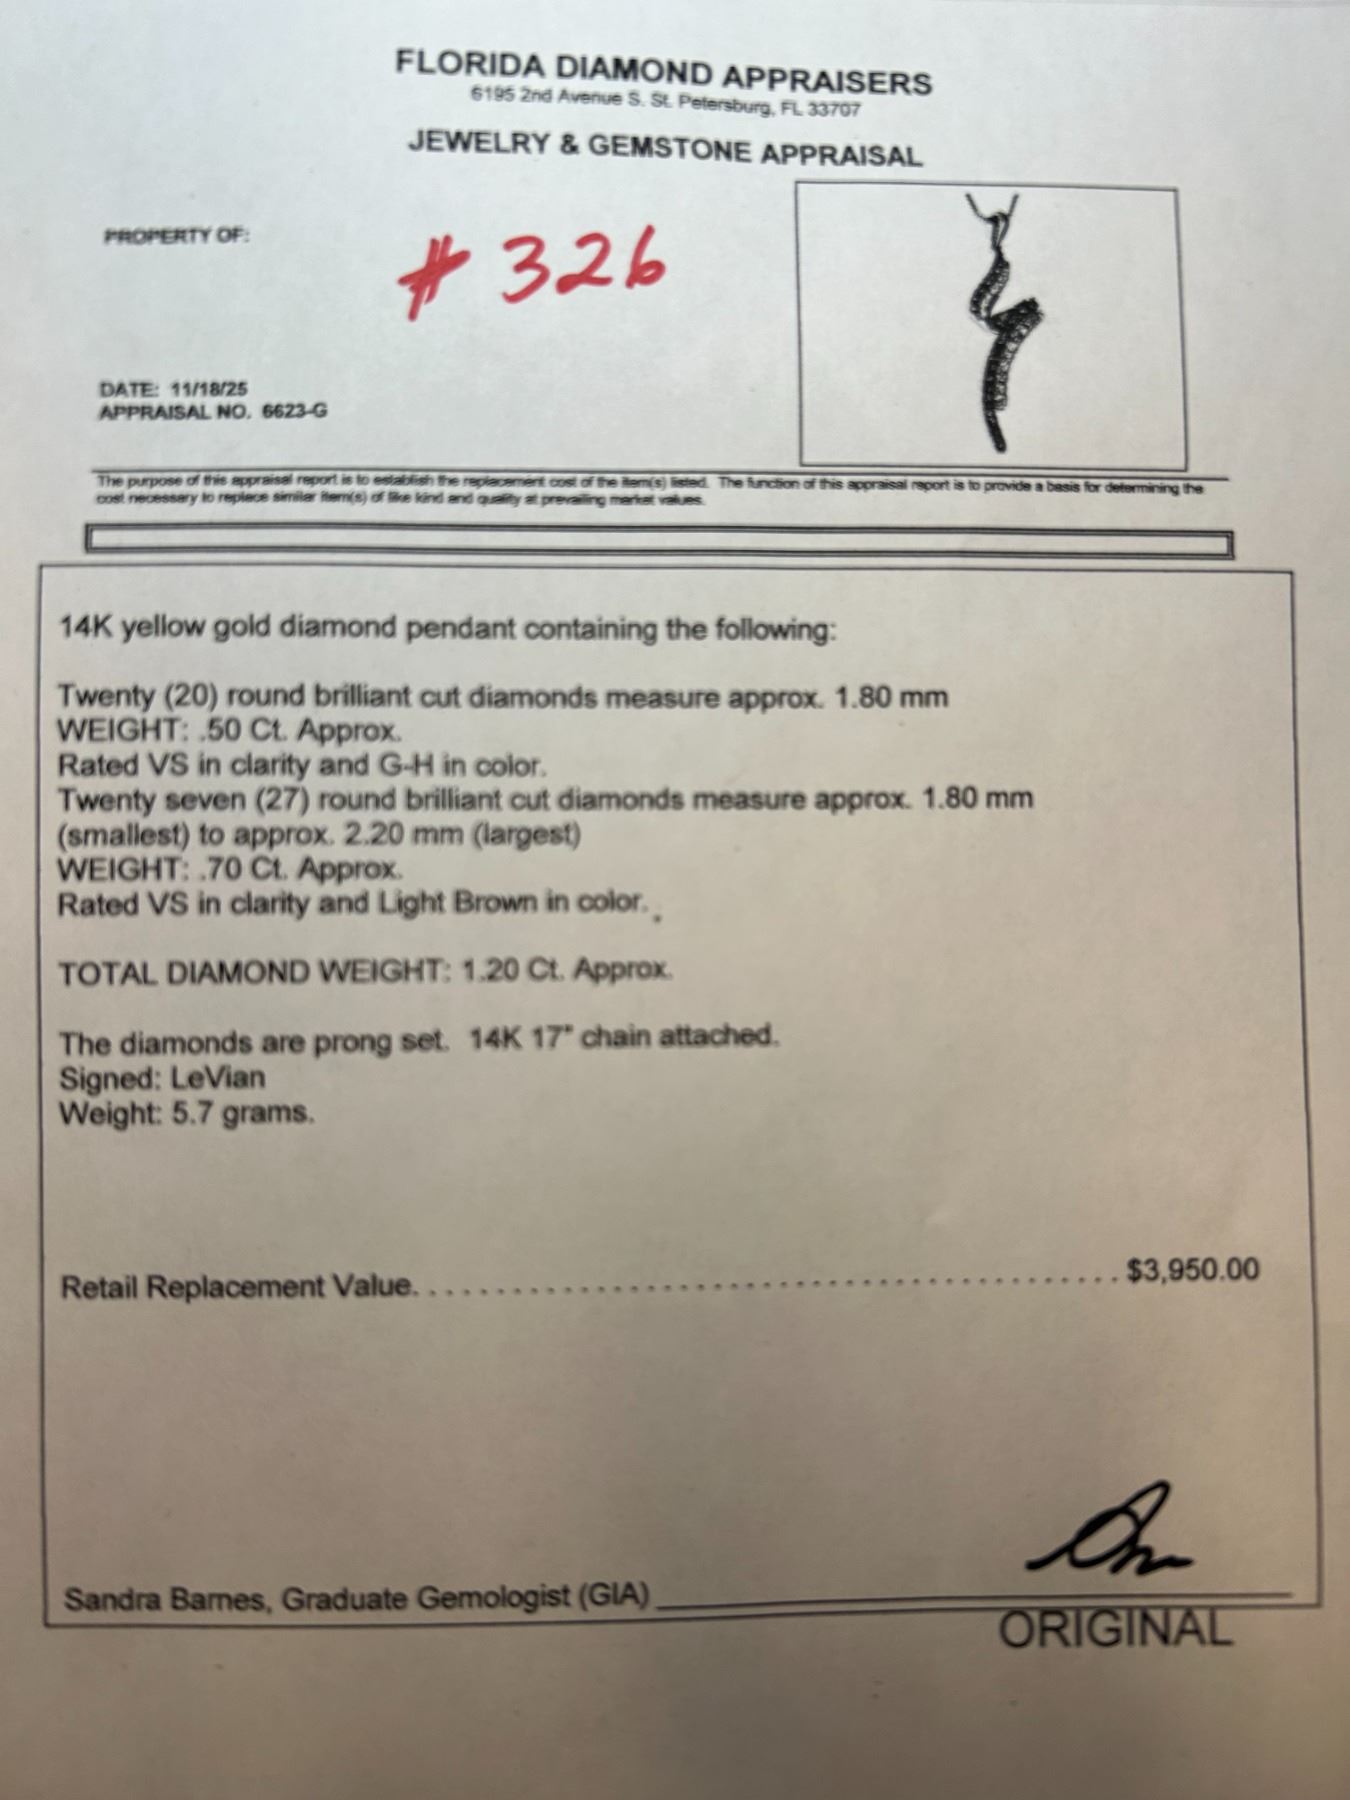 FLORIDA DIAMOND APPRAISERS
6195 2nd Avenue S. St. Petersburg, FL 33707
JEWELRY & GEMSTONE APPRAISAL
PROPERTY OF:
# 326
DATE: 11/18/25
APPRAISAL NO. 6623-G
The purpose of this appraisal report is to establish the replacement cost of the item(s) listed. The function of this appraisal report is to provide a basis for determining the
cost necessary to replace similar item(s) of like kind and quality at prevailing market values.
14K yellow gold diamond pendant containing the following:
Twenty (20) round brilliant cut diamonds measure approx. 1.80 mm
WEIGHT: .50 Ct. Approx.
Rated VS in clarity and G-H in color.
Twenty seven (27) round brilliant cut diamonds measure approx. 1.80 mm
(smallest) to approx. 2.20 mm (largest)
WEIGHT: .70 Ct. Approx.
Rated VS in clarity and Light Brown in color.
TOTAL DIAMOND WEIGHT: 1.20 Ct. Approx.
The diamonds are prong set. 14K 17" chain attached.
Signed: LeVian
Weight: 5.7 grams.
Retail Replacement Value. . . . . . . . . . . . . . . . . . . . . . . . . . . . . . . . . . . . . . . . . $3,950.00
Sandra Barnes, Graduate Gemologist (GIA)
ORIGINAL